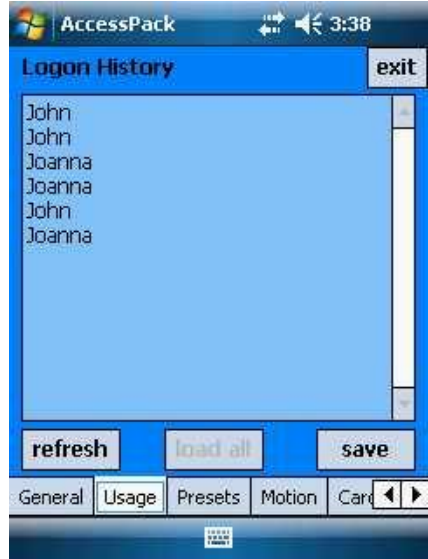 AccessPack 3:38
Logon History exit
John
John
Joanna
Joanna
John
Joanna
refresh load all save
General Usage Presets Motion Card